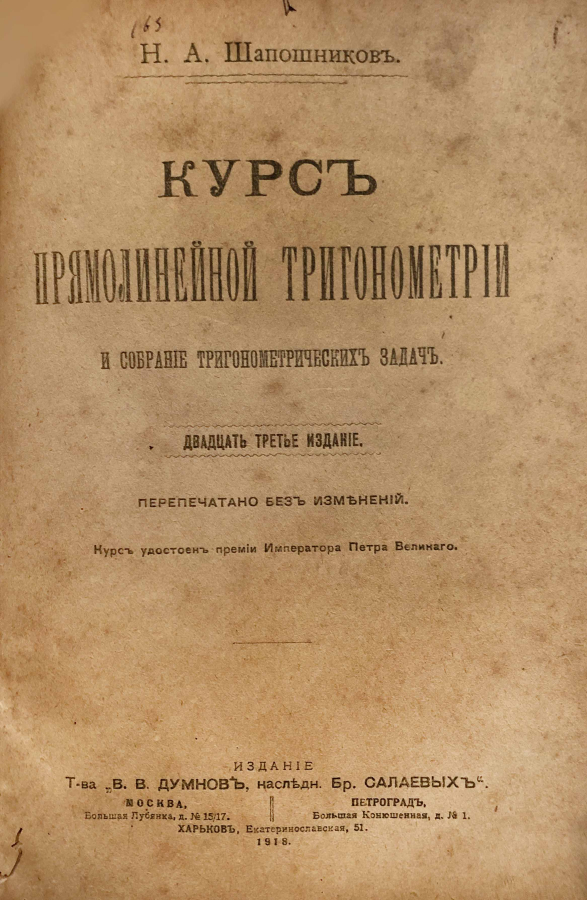 165
Н. А. Шапошниковъ.
КУРСЪ
ПРЯМОЛИНЕЙНОЙ ТРИГОНОМЕТРІИ
И СОБРАНІЕ ТРИГОНОМЕТРИЧЕСКИХЪ ЗАДАЧЪ.
ДВАДЦАТЬ ТРЕТЬЕ ИЗДАНІЕ.
ПЕРЕПЕЧАТАНО БЕЗЪ ИЗМѢНЕНІЙ.
Курсъ удостоенъ преміи Императора Петра Великаго.
ИЗДАНІЕ
Т-ва „В. В. ДУМНОВЪ, наслѣдн. Бр. САЛАЕВЫХЪ“.
МОСКВА, ПЕТРОГРАДЪ,
Большая Лубянка, д. № 15/17. Большая Конюшенная, д. № 1.
ХАРЬКОВЪ, Екатеринославская, 51.
1918.